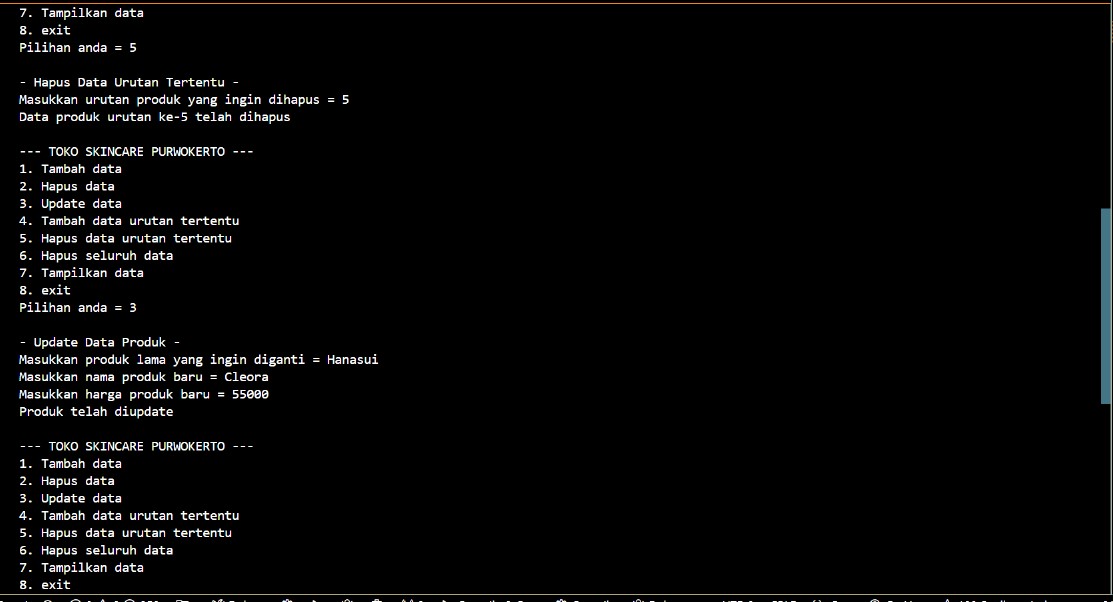 7. Tampilkan data
8. exit
Pilihan anda = 5
- Hapus Data Urutan Tertentu -
Masukkan urutan produk yang ingin dihapus = 5
Data produk urutan ke-5 telah dihapus
--- TOKO SKINCARE PURWOKERTO ---
1. Tambah data
2. Hapus data
3. Update data
4. Tambah data urutan tertentu
5. Hapus data urutan tertentu
6. Hapus seluruh data
7. Tampilkan data
8. exit
Pilihan anda = 3
- Update Data Produk -
Masukkan produk lama yang ingin diganti = Hanasui
Masukkan nama produk baru = Cleora
Masukkan harga produk baru = 55000
Produk telah diupdate
--- TOKO SKINCARE PURWOKERTO ---
1. Tambah data
2. Hapus data
3. Update data
4. Tambah data urutan tertentu
5. Hapus data urutan tertentu
6. Hapus seluruh data
7. Tampilkan data
8. exit